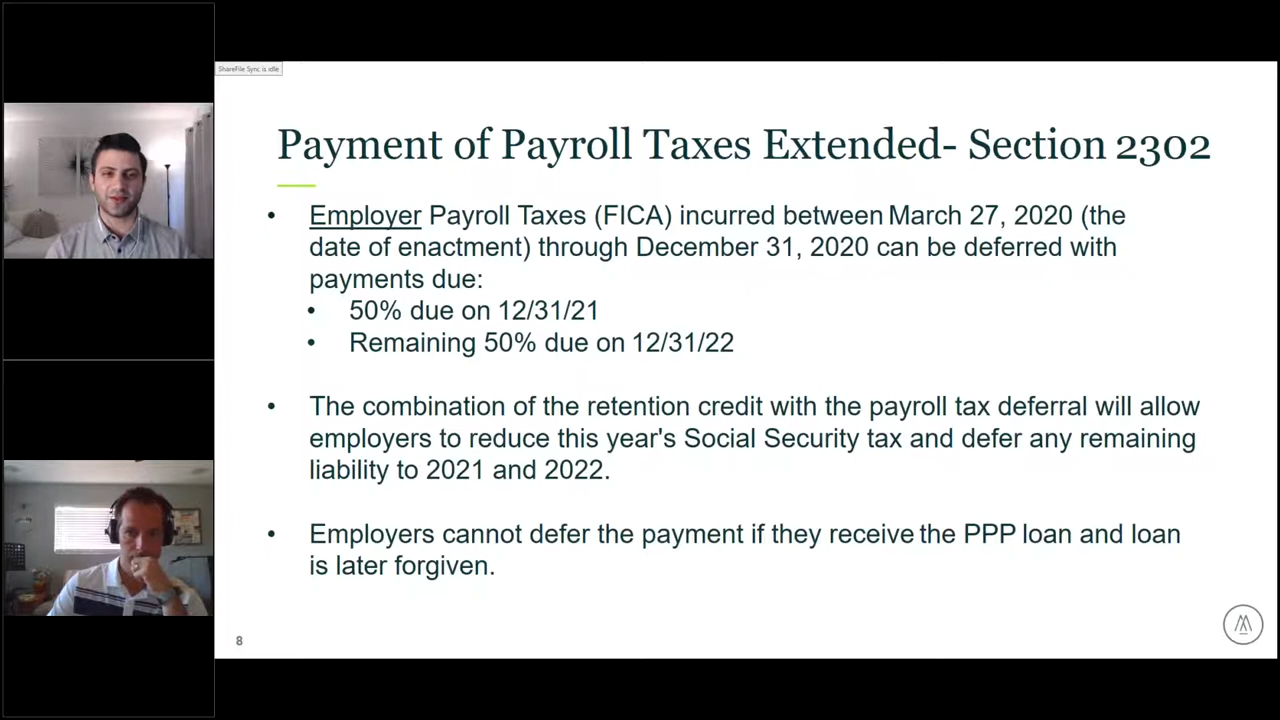 ShareFile Sync is idle
Payment of Payroll Taxes Extended- Section 2302
• Employer Payroll Taxes (FICA) incurred between March 27, 2020 (the
date of enactment) through December 31, 2020 can be deferred with
payments due:
• 50% due on 12/31/21
• Remaining 50% due on 12/31/22
• The combination of the retention credit with the payroll tax deferral will allow
employers to reduce this year's Social Security tax and defer any remaining
liability to 2021 and 2022.
• Employers cannot defer the payment if they receive the PPP loan and loan
is later forgiven.
8